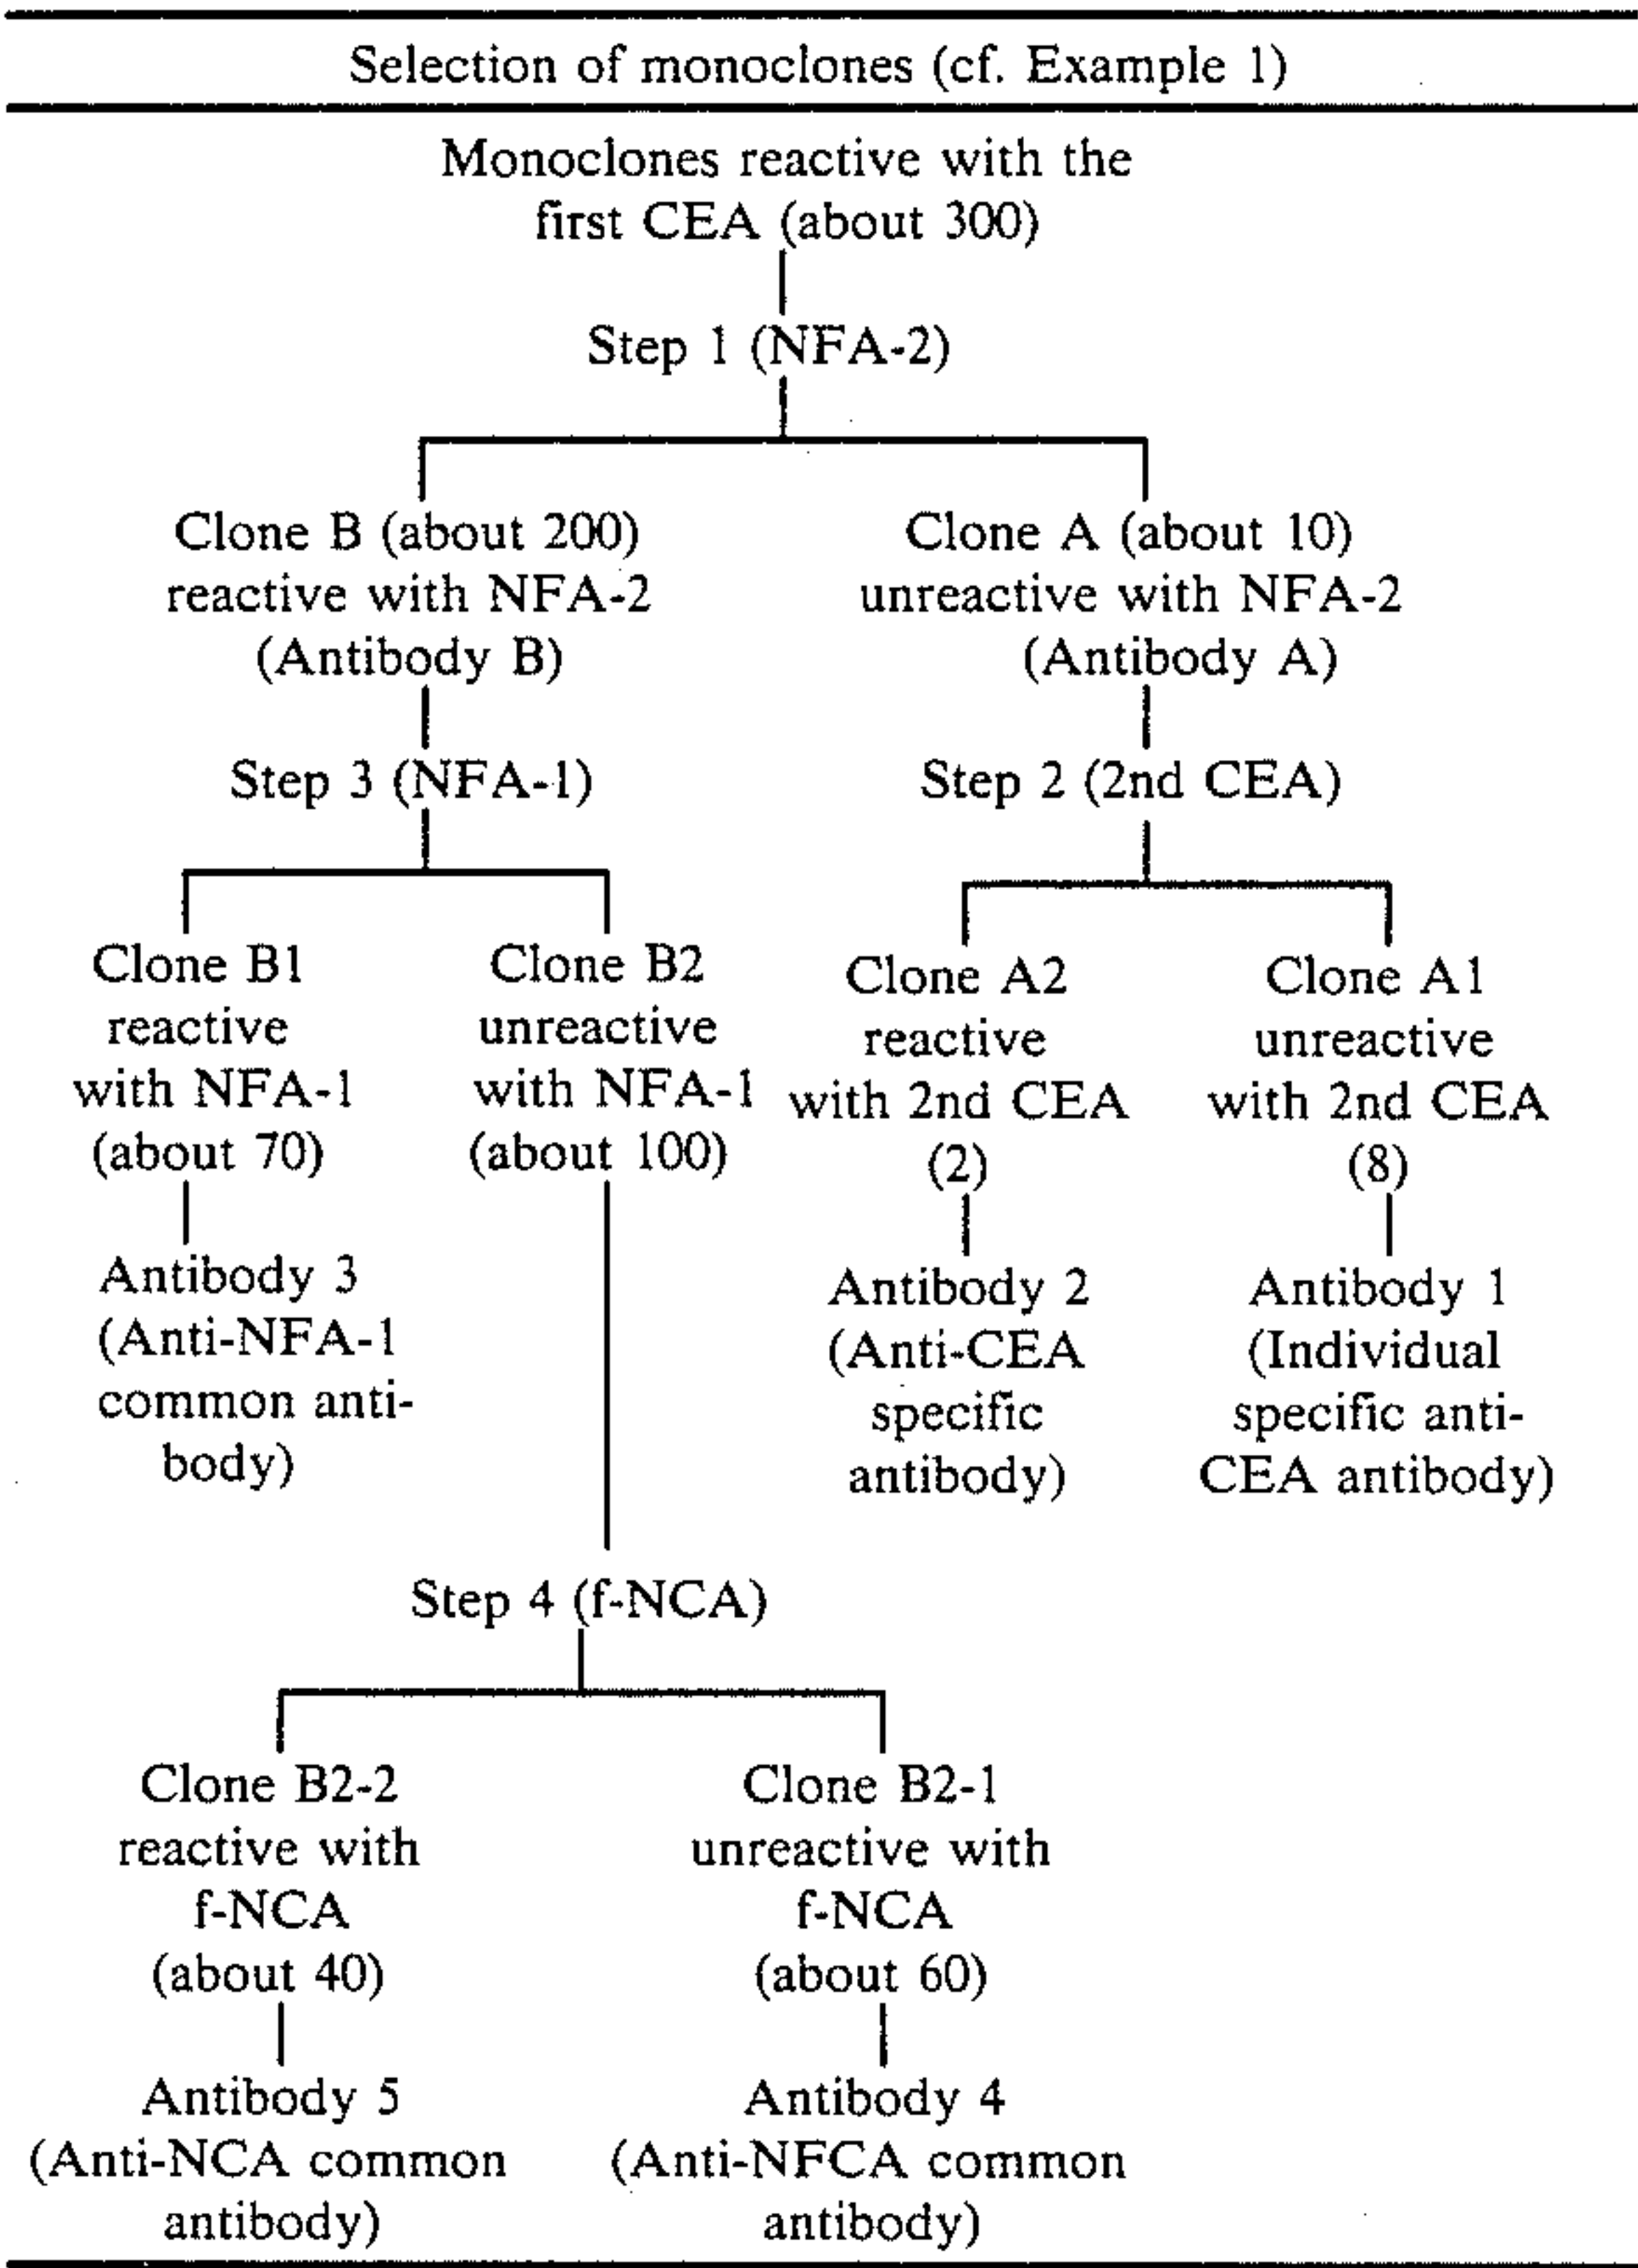 Selection of monoclones (cf. Example 1)
Monoclones reactive with the
first CEA (about 300)
Step 1 (NFA-2)
Clone B (about 200)
reactive with NFA-2
(Antibody B)
Clone A (about 10)
unreactive with NFA-2
(Antibody A)
Step 3 (NFA-1)
Step 2 (2nd CEA)
Clone B1
reactive
with NFA-1
(about 70)
Clone B2
unreactive
with NFA-1
(about 100)
Clone A2
reactive
with 2nd CEA
(2)
Clone A1
unreactive
with 2nd CEA
(8)
Antibody 3
(Anti-NFA-1
common anti-
body)
Antibody 2
(Anti-CEA
specific
antibody)
Antibody 1
(Individual
specific anti-
CEA antibody)
Step 4 (f-NCA)
Clone B2-2
reactive with
f-NCA
(about 40)
Clone B2-1
unreactive with
f-NCA
(about 60)
Antibody 5
(Anti-NCA common
antibody)
Antibody 4
(Anti-NFCA common
antibody)